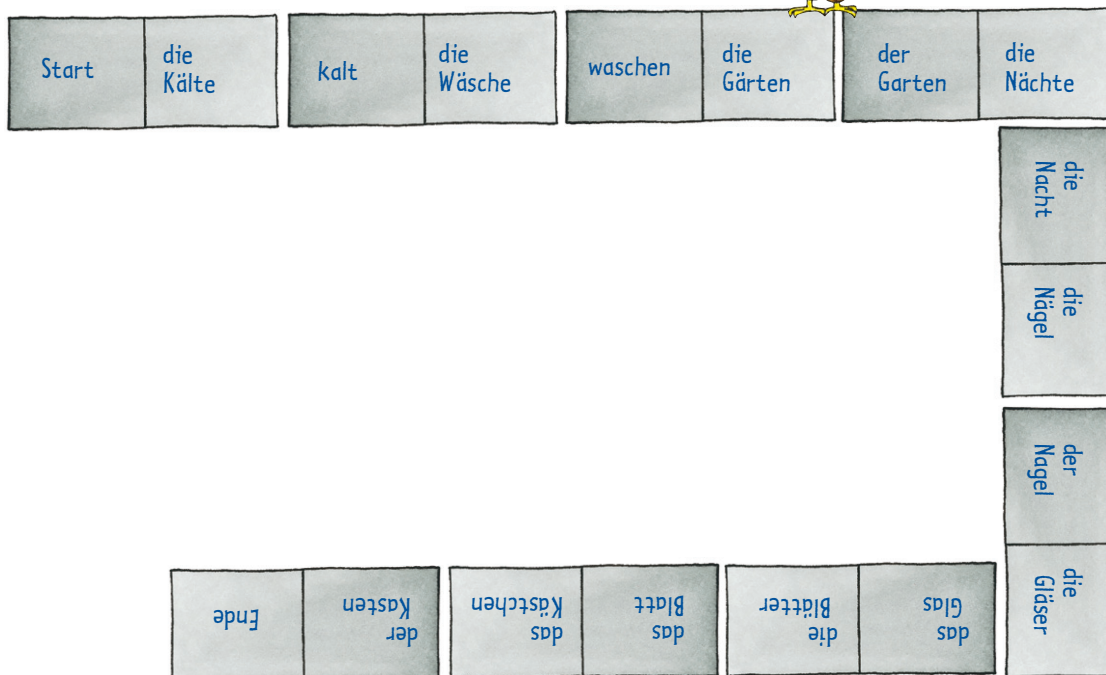 Start
die
Kälte
kalt
die
Wäsche
waschen
die
Gärten
der
Garten
die
Nächte
die
Nacht
die
Nägel
der
Nagel
die
Gläser
das
Glas
die
Blätter
das
Blatt
das
Kästchen
der
Kasten
Ende